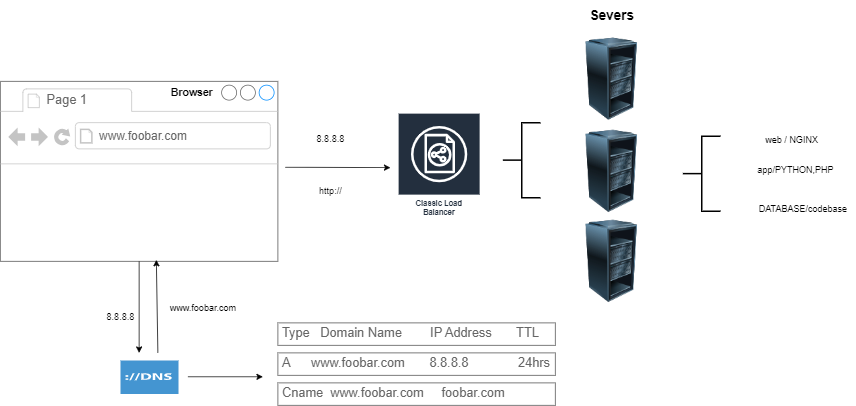 Severs
Browser
Page 1
www.foobar.com
8.8.8.8
http://
Classic Load
Balancer
web / NGINX
app/PYTHON,PHP
DATABASE/codebase
8.8.8.8
www.foobar.com
://DNS
Type Domain Name IP Address TTL
A www.foobar.com 8.8.8.8 24hrs
Cname www.foobar.com foobar.com